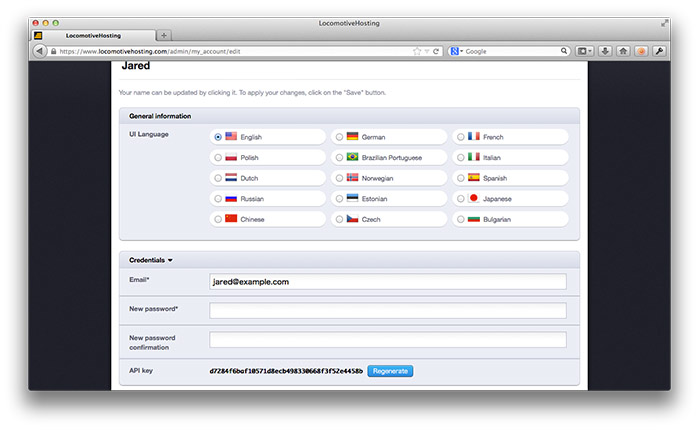 LocomotiveHosting
LocomotiveHosting
https://www.locomotivehosting.com/admin/my_account/edit
Google
Jared
Your name can be updated by clicking it. To apply your changes, click on the "Save" button.
General information
UI Language
English
German
French
Polish
Brazilian Portuguese
Italian
Dutch
Norwegian
Spanish
Russian
Estonian
Japanese
Chinese
Czech
Bulgarian
Credentials
Email*
jared@example.com
New password*
New password
confirmation
API key
d7284f6baf10571d8ecb498330668f3f52e4458b
Regenerate